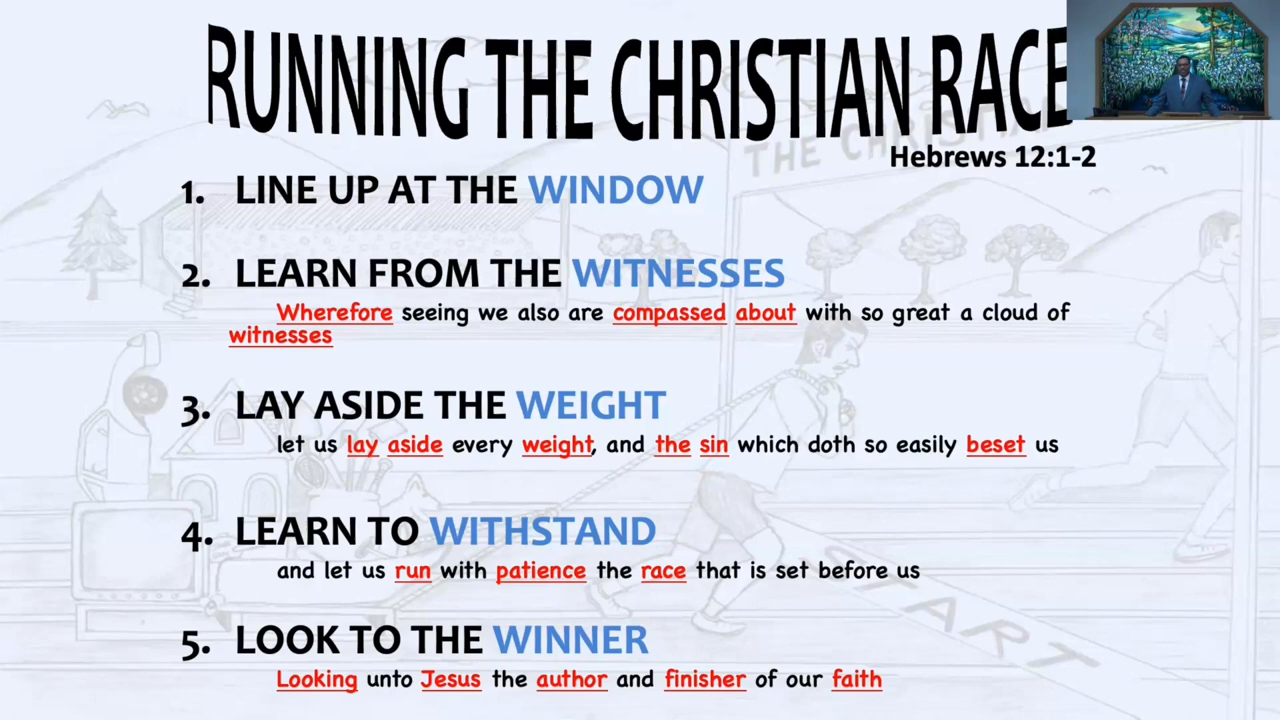 RUNNING THE CHRISTIAN RACE
THE CHRISTIAN
Hebrews 12:1-2
1. LINE UP AT THE WINDOW
2. LEARN FROM THE WITNESSES
Wherefore seeing we also are compassed about with so great a cloud of
witnesses
3. LAY ASIDE THE WEIGHT
let us lay aside every weight, and the sin which doth so easily beset us
4. LEARN TO WITHSTAND
and let us run with patience the race that is set before us
START
5. LOOK TO THE WINNER
Looking unto Jesus the author and finisher of our faith